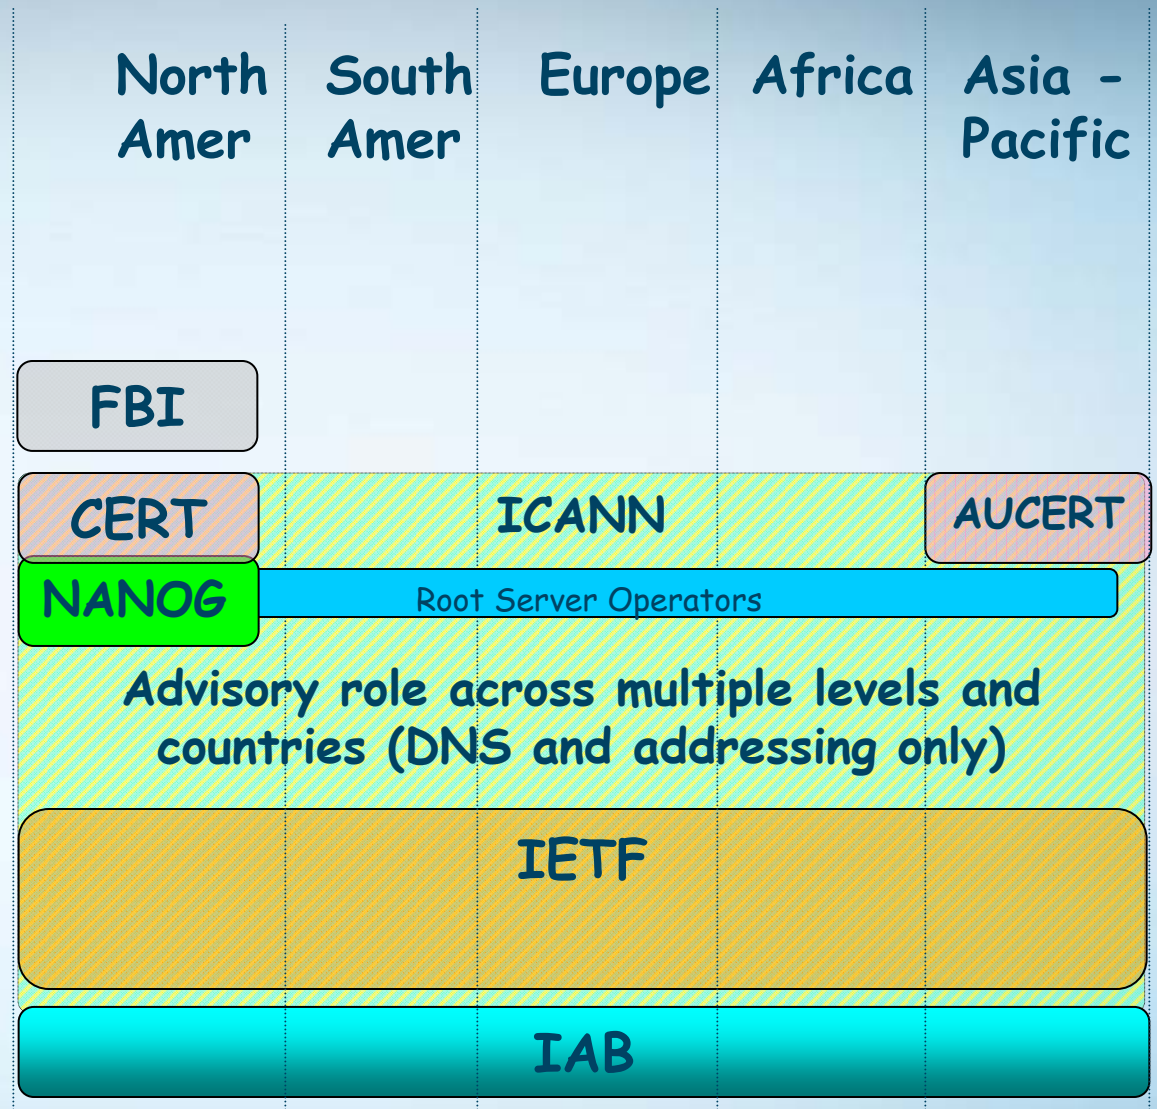 North
Amer
South
Amer
Europe
Africa
Asia -
Pacific
FBI
CERT
ICANN
AUCERT
NANOG
Root Server Operators
Advisory role across multiple levels and
countries (DNS and addressing only)
IETF
IAB